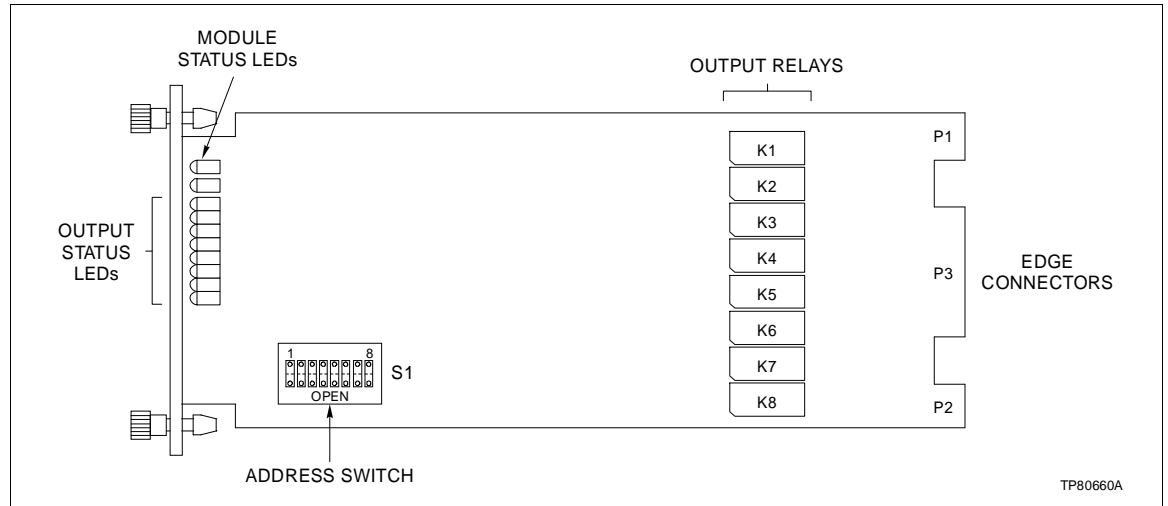 MODULE
STATUS LEDs
OUTPUT RELAYS
P1
K1
K2
K3
OUTPUT
STATUS
LEDs
K4
P3
EDGE
CONNECTORS
K5
K6
1 8
S1
OPEN
K7
K8
P2
ADDRESS SWITCH
TP80660A